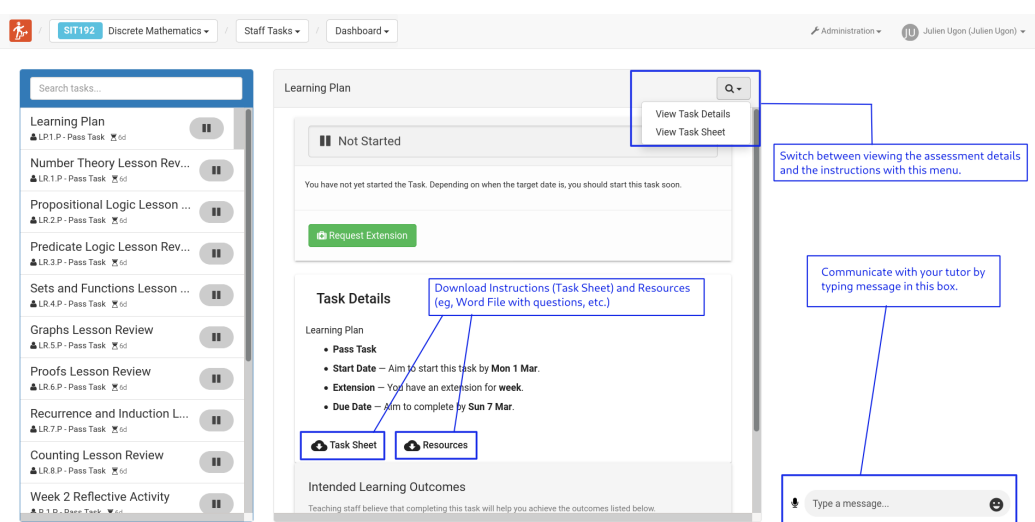 SIT192 Discrete Mathematics
Staff Tasks
Dashboard
Administration
JU Julien Ugon (Julien Ugon)
Search tasks...
Learning Plan
LP.1.P - Pass Task 6d
Number Theory Lesson Rev...
LR.1.P - Pass Task 6d
Propositional Logic Lesson ...
LR.2.P - Pass Task 6d
Predicate Logic Lesson Rev...
LR.3.P - Pass Task 6d
Sets and Functions Lesson ...
LR.4.P - Pass Task 6d
Graphs Lesson Review
LR.5.P - Pass Task 6d
Proofs Lesson Review
LR.6.P - Pass Task 6d
Recurrence and Induction L...
LR.7.P - Pass Task 6d
Counting Lesson Review
LR.8.P - Pass Task 6d
Week 2 Reflective Activity
R.1.P - Pass Task 6d
Learning Plan
View Task Details
View Task Sheet
Not Started
You have not yet started the Task. Depending on when the target date is, you should start this task soon.
Request Extension
Task Details
Download Instructions (Task Sheet) and Resources
(eg, Word File with questions, etc.)
Learning Plan
• Pass Task
• Start Date — Aim to start this task by Mon 1 Mar.
• Extension — You have an extension for week.
• Due Date — Aim to complete by Sun 7 Mar.
Task Sheet
Resources
Intended Learning Outcomes
Teaching staff believe that completing this task will help you achieve the outcomes listed below.
Switch between viewing the assessment details
and the instructions with this menu.
Communicate with your tutor by
typing message in this box.
Type a message...